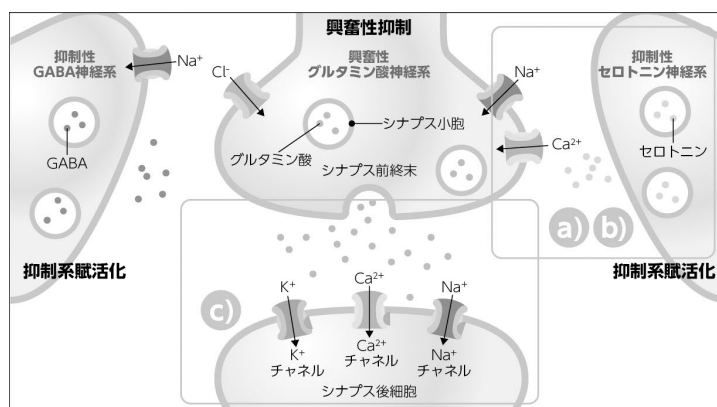 興奮性抑制
抑制性
GABA神経系
Na⁺
GABA
抑制系賦活化
Cl⁻
興奮性
グルタミン酸神経系
シナプス小胞
グルタミン酸
シナプス前終末
Na⁺
Ca²⁺
抑制性
セロトニン神経系
セロトニン
a) b)
抑制系賦活化
c)
K⁺
Ca²⁺
Na⁺
K⁺
チャネル
Ca²⁺
チャネル
Na⁺
チャネル
シナプス後細胞